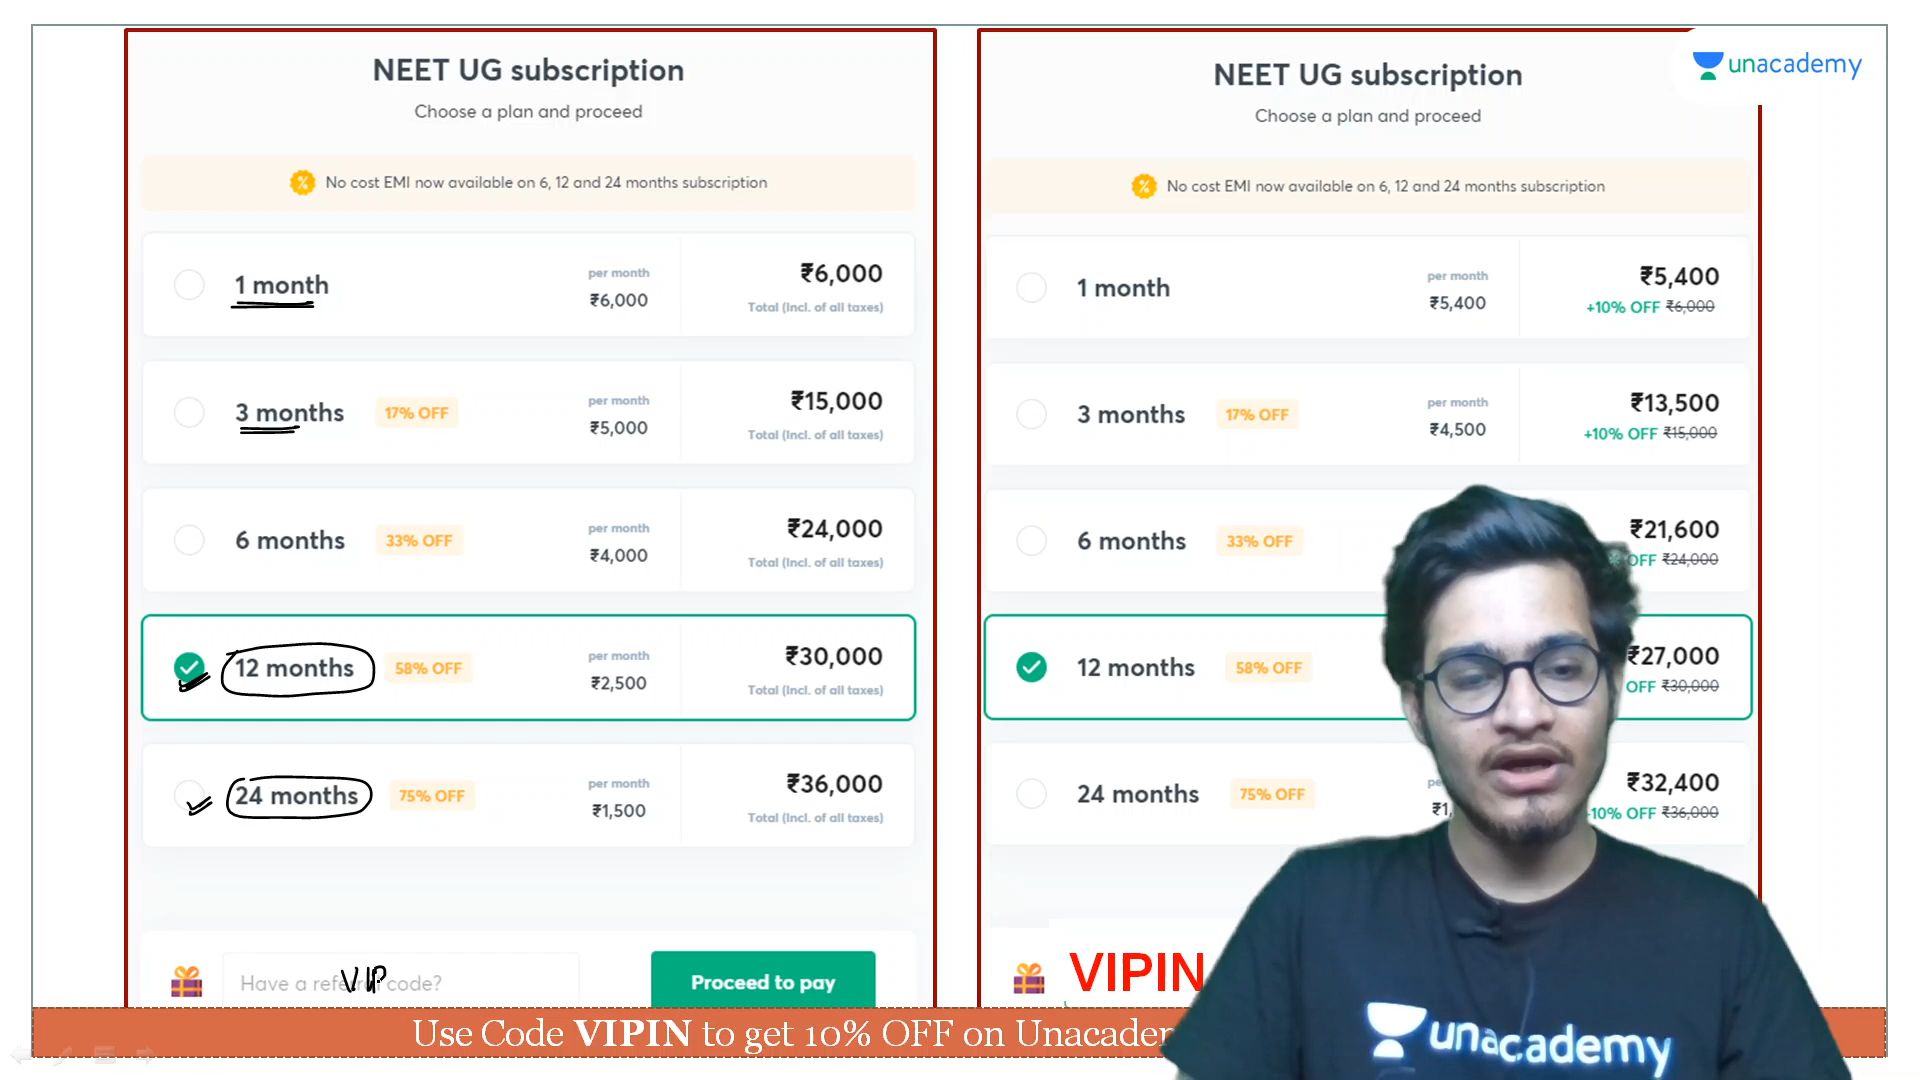 NEET UG subscription
Choose a plan and proceed
No cost EMI now available on 6, 12 and 24 months subscription
1 month
per month
₹6,000
₹6,000
Total (Incl. of all taxes)
3 months
17% OFF
per month
₹5,000
₹15,000
Total (Incl. of all taxes)
6 months
33% OFF
per month
₹4,000
₹24,000
Total (Incl. of all taxes)
12 months
58% OFF
per month
₹2,500
₹30,000
Total (Incl. of all taxes)
24 months
75% OFF
per month
₹1,500
₹36,000
Total (Incl. of all taxes)
Have a referral code?
VIP
Proceed to pay
unacademy
NEET UG subscription
Choose a plan and proceed
No cost EMI now available on 6, 12 and 24 months subscription
1 month
per month
₹5,400
₹5,400
+10% OFF ₹6,000
3 months
17% OFF
per month
₹4,500
₹13,500
+10% OFF ₹15,000
6 months
33% OFF
₹21,600
OFF ₹24,000
12 months
58% OFF
₹27,000
OFF ₹30,000
24 months
75% OFF
₹32,400
10% OFF ₹36,000
VIPIN
Use Code VIPIN to get 10% OFF on
unacademy